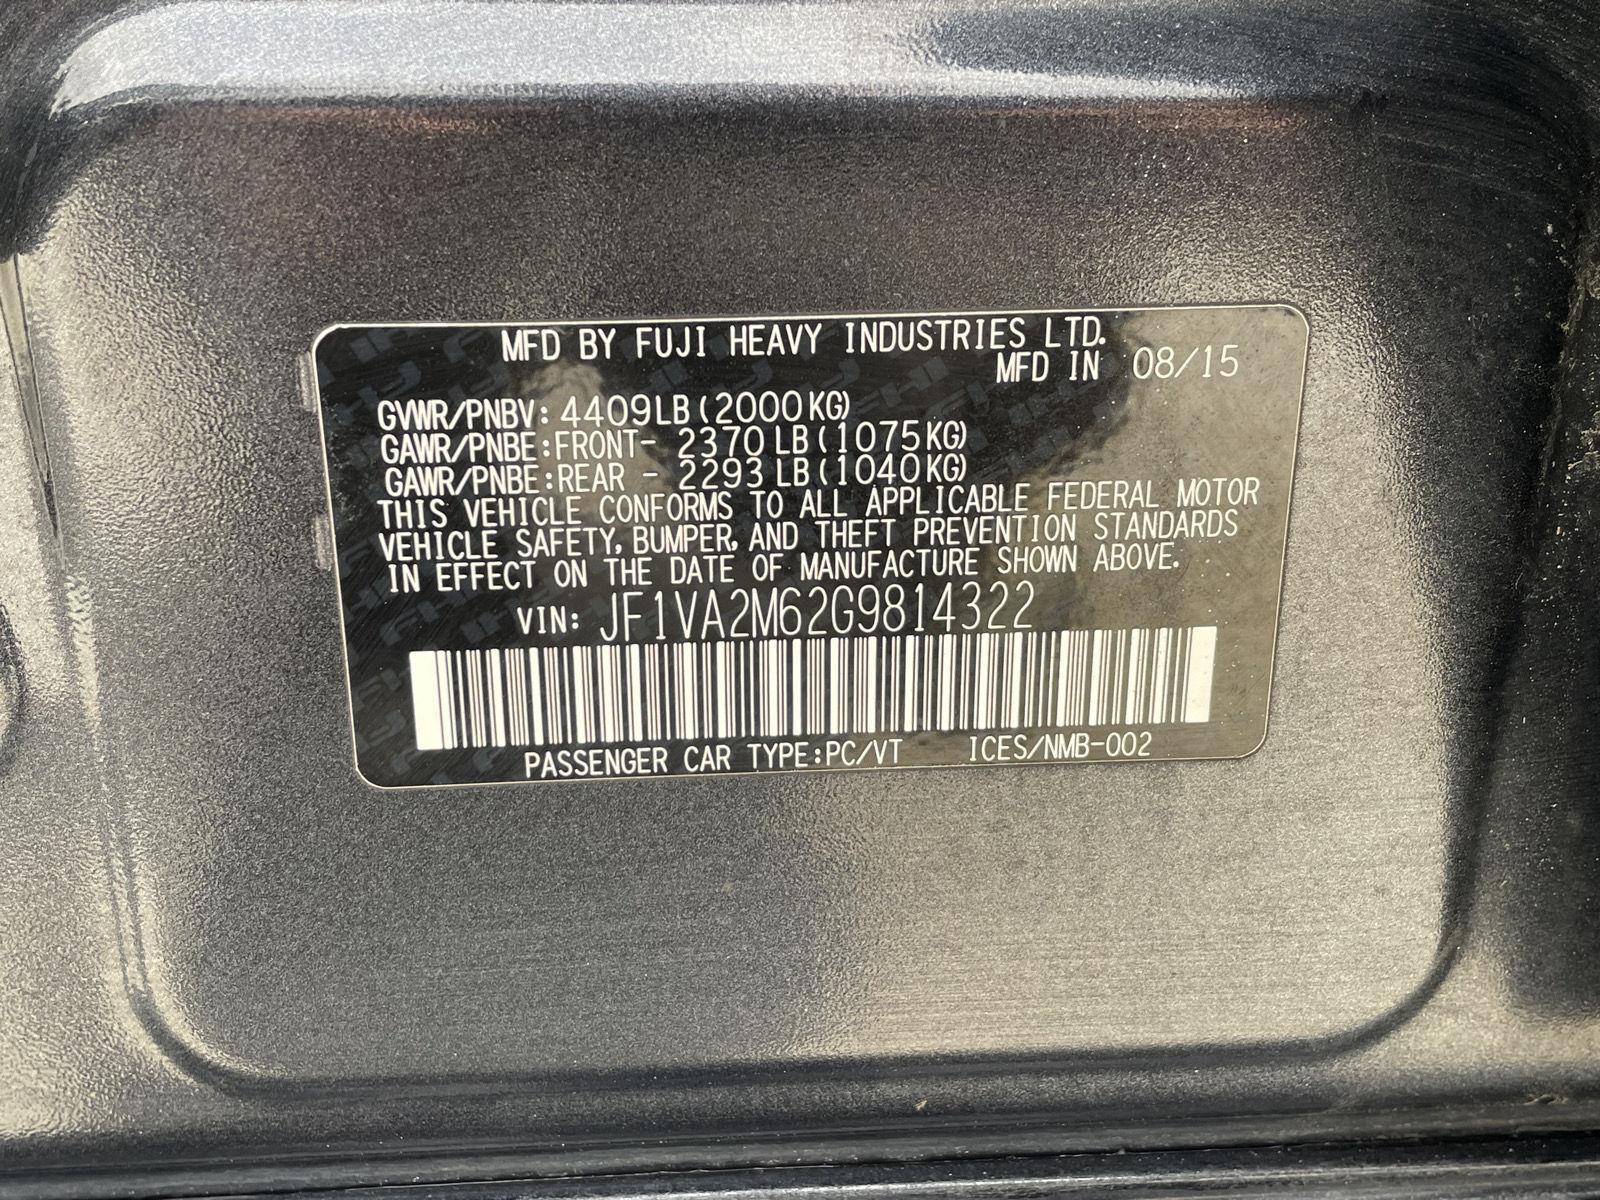 MFD BY FUJI HEAVY INDUSTRIES LTD.
MFD IN 08/15
GVWR/PNBV: 4409LB(2000KG)
GAWR/PNBE:FRONT- 2370 LB(1075KG)
GAWR/PNBE:REAR - 2293 LB(1040KG)
THIS VEHICLE CONFORMS TO ALL APPLICABLE FEDERAL MOTOR
VEHICLE SAFETY, BUMPER, AND THEFT PREVENTION STANDARDS
IN EFFECT ON THE DATE OF MANUFACTURE SHOWN ABOVE.
VIN: JF1VA2M62G9814322
PASSENGER CAR TYPE:PC/VT ICES/NMB-002